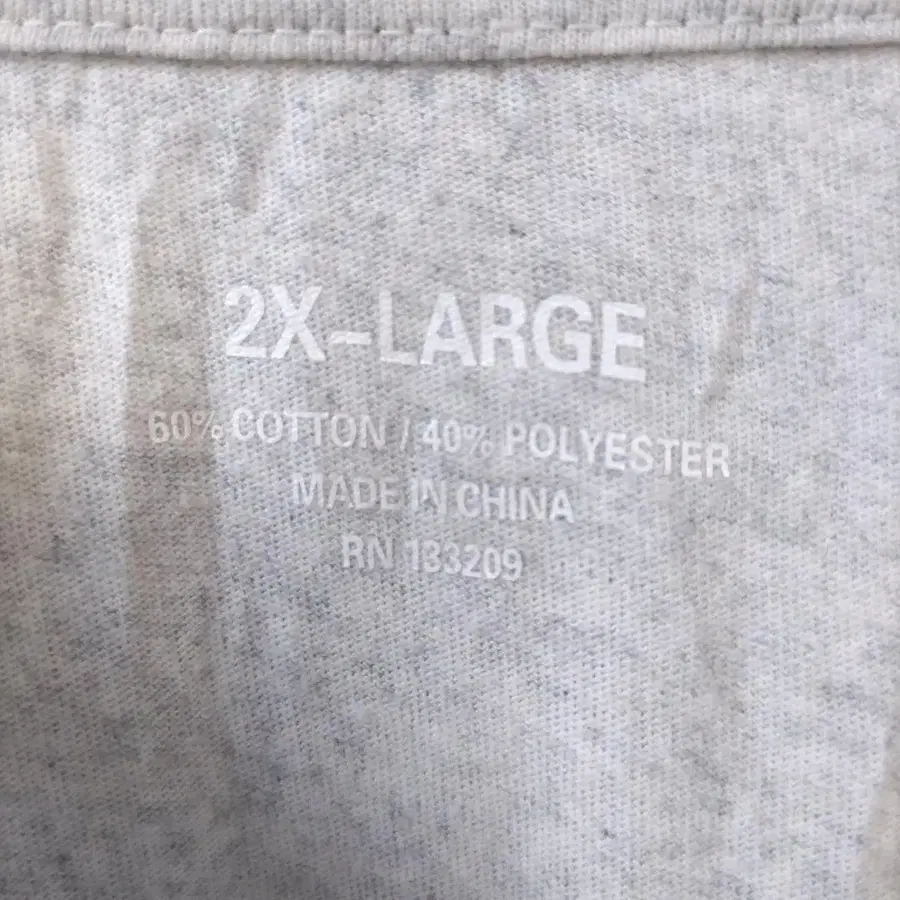 2X-LARGE
60% COTTON / 40% POLYESTER
MADE IN CHINA
RN 133209